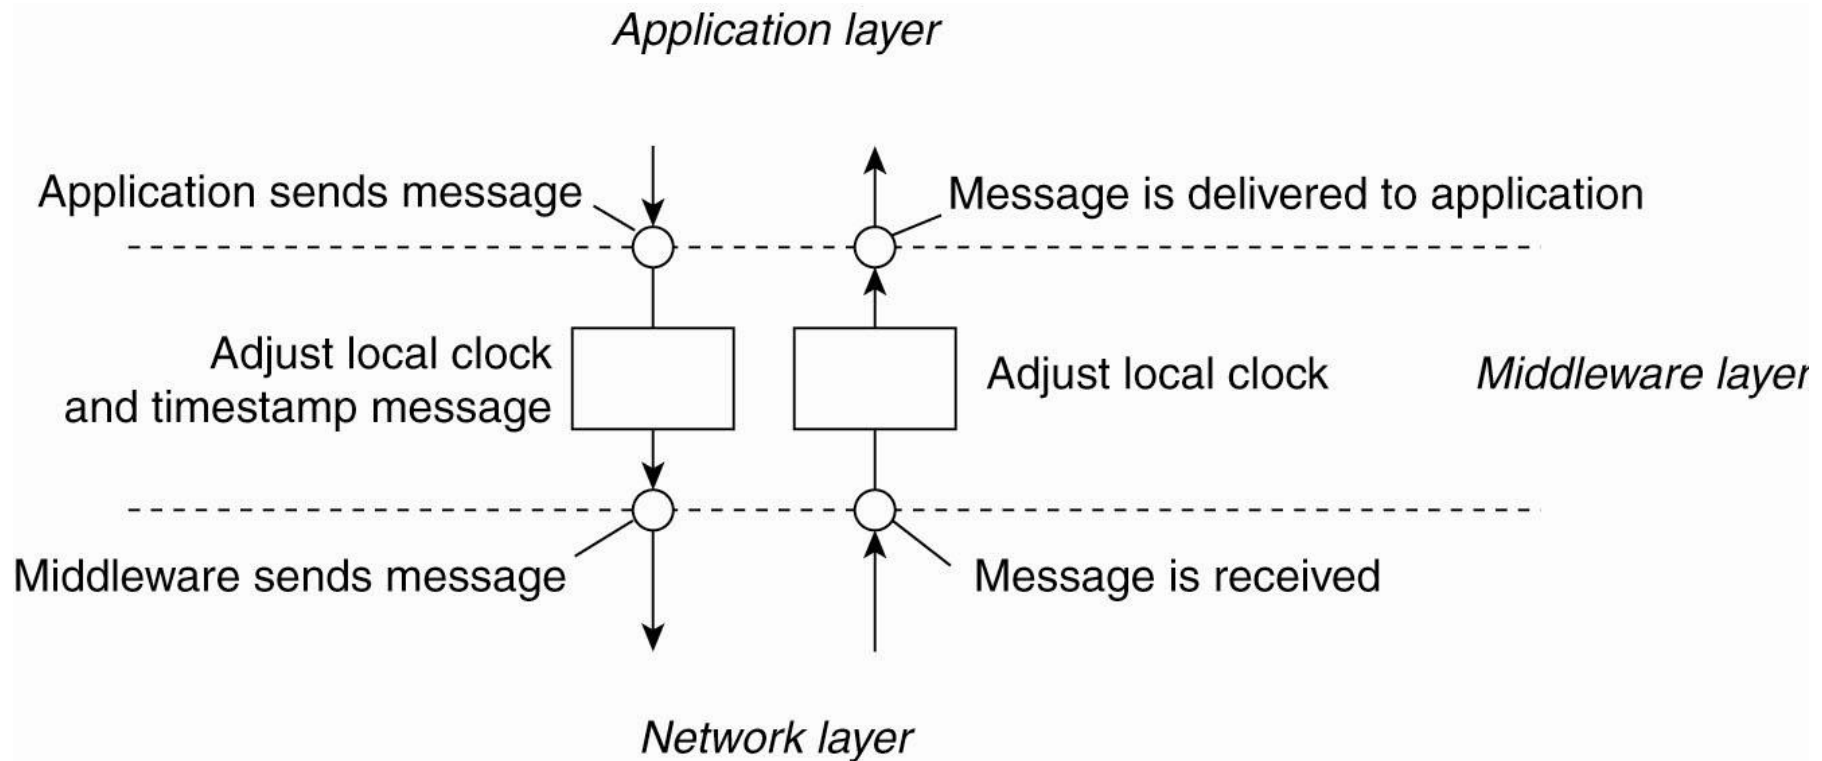 Application layer
Application sends message
Message is delivered to application
Adjust local clock
and timestamp message
Adjust local clock
Middleware layer
Middleware sends message
Message is received
Network layer